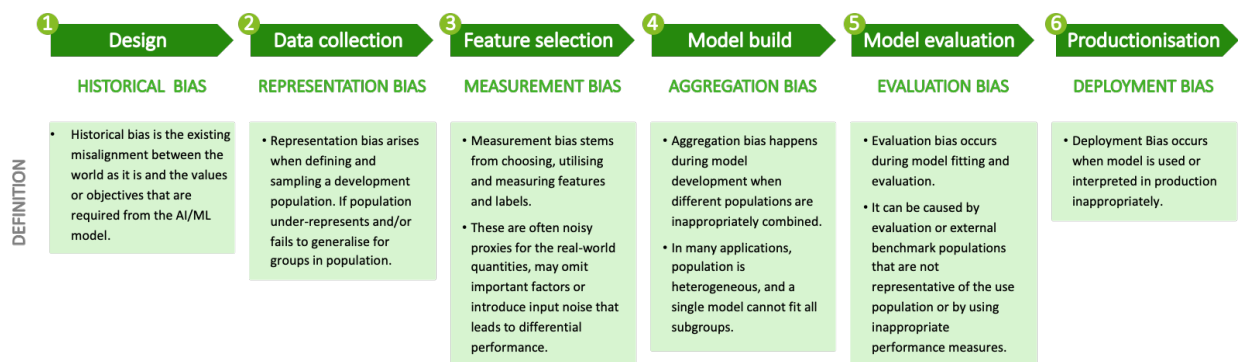 1 Design
HISTORICAL BIAS
• Historical bias is the existing
misalignment between the
world as it is and the values
or objectives that are
required from the AI/ML
model.
2 Data collection
REPRESENTATION BIAS
• Representation bias arises
when defining and
sampling a development
population. If population
under-represents and/or
fails to generalise for
groups in population.
3 Feature selection
MEASUREMENT BIAS
• Measurement bias stems
from choosing, utilising
and measuring features
and labels.
• These are often noisy
proxies for the real-world
quantities, may omit
important factors or
introduce input noise that
leads to differential
performance.
4 Model build
AGGREGATION BIAS
• Aggregation bias happens
during model
development when
different populations are
inappropriately combined.
• In many applications,
population is
heterogeneous, and a
single model cannot fit all
subgroups.
5 Model evaluation
EVALUATION BIAS
• Evaluation bias occurs
during model fitting and
evaluation.
• It can be caused by
evaluation or external
benchmark populations
that are not
representative of the use
population or by using
inappropriate
performance measures.
6 Productionisation
DEPLOYMENT BIAS
• Deployment Bias occurs
when model is used or
interpreted in production
inappropriately.
DEFINITION